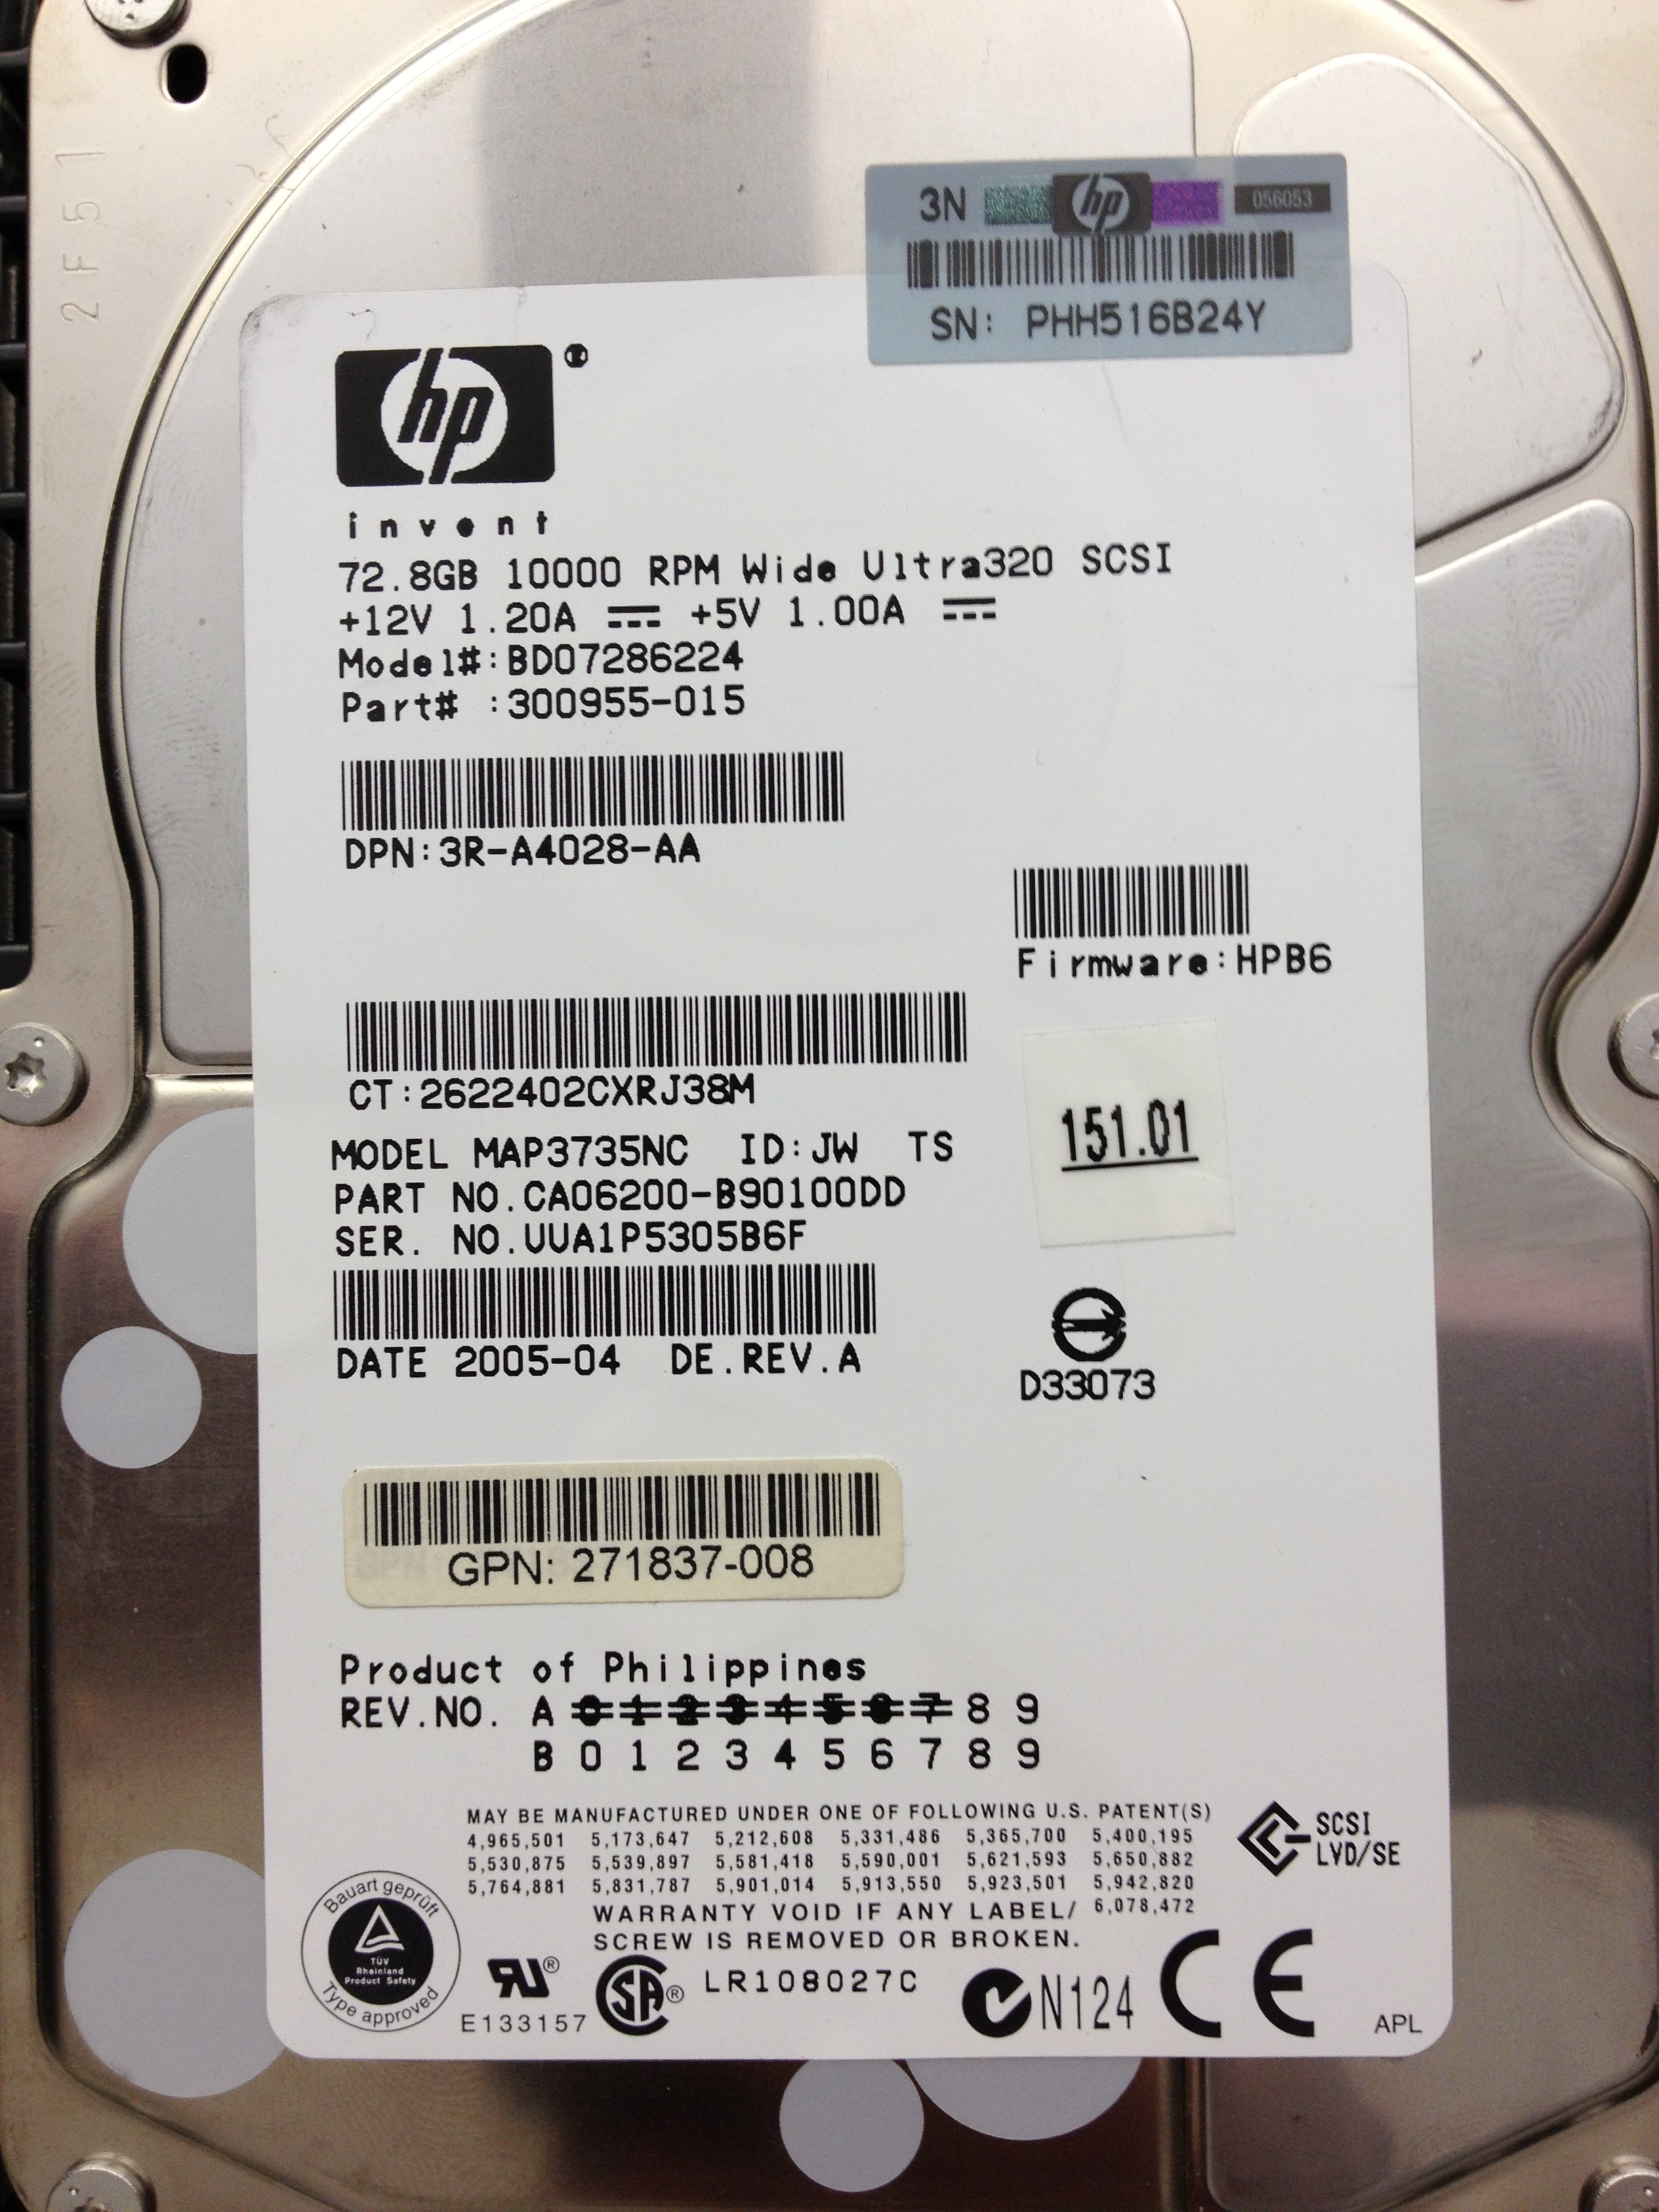 2F51
3N hp 056053
SN: PHH516B24Y
hp®
invent
72.8GB 10000 RPM Wide Ultra320 SCSI
+12V 1.20A +5V 1.00A
Model#:BD07286224
Part# :300955-015
DPN:3R-A4028-AA
Firmware:HPB6
CT:2622402CXRJ38M
151.01
MODEL MAP3735NC ID:JW TS
PART NO.CA06200-B90100DD
SER. NO.UUA1P5305B6F
DATE 2005-04 DE.REV.A
D33073
GPN: 271837-008
Product of Philippines
REV.NO. A 0 1 2 3 4 5 6 7 8 9
B 0 1 2 3 4 5 6 7 8 9
MAY BE MANUFACTURED UNDER ONE OF FOLLOWING U.S. PATENT(S)
4,965,501 5,173,647 5,212,608 5,331,486 5,365,700 5,400,195
5,530,875 5,539,897 5,581,418 5,590,001 5,621,593 5,650,882
5,764,881 5,831,787 5,901,014 5,913,550 5,923,501 5,942,820
6,078,472
WARRANTY VOID IF ANY LABEL/
SCREW IS REMOVED OR BROKEN.
SCSI
LVD/SE
Bauart geprüft
TÜV
Rheinland
Product Safety
Type approved
RU®
E133157
SA® LR108027C
N124 CE
APL